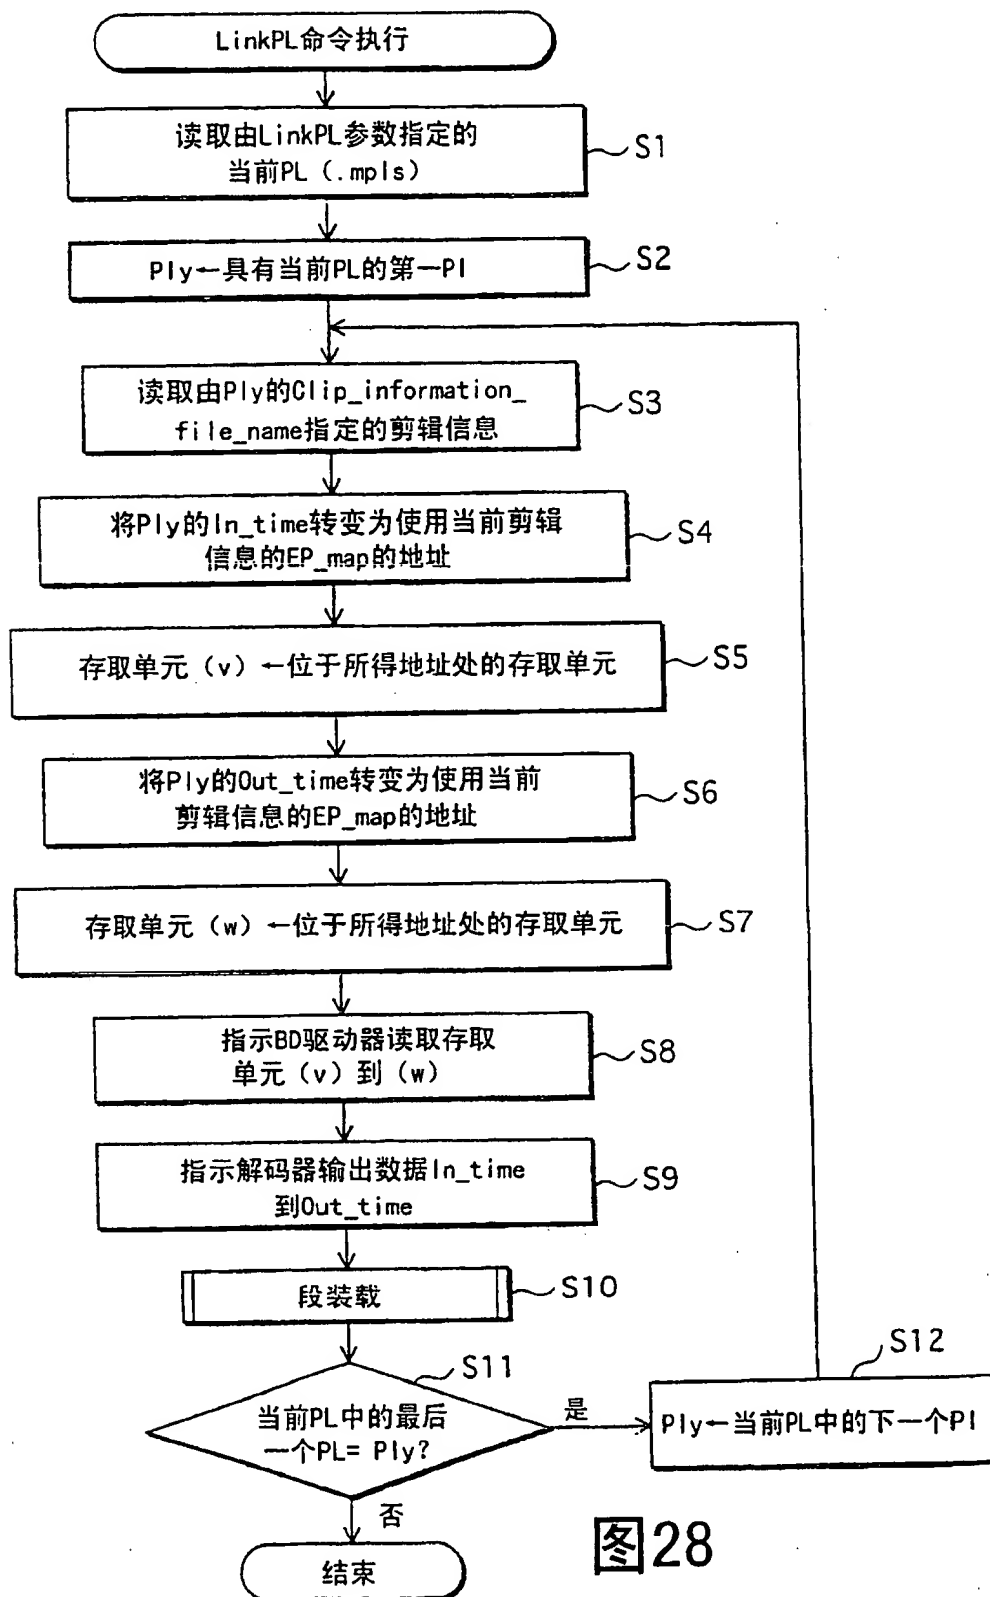 LinkPL命令执行
读取由LinkPL参数指定的
当前PL（.mpls）
S1
PIy←具有当前PL的第一PI
S2
读取由PIy的Clip_information_
file_name指定的剪辑信息
S3
将PIy的In_time转变为使用当前剪辑
信息的EP_map的地址
S4
存取单元（v）←位于所得地址处的存取单元
S5
将PIy的Out_time转变为使用当前
剪辑信息的EP_map的地址
S6
存取单元（w）←位于所得地址处的存取单元
S7
指示BD驱动器读取存取
单元（v）到（w）
S8
指示解码器输出数据In_time
到Out_time
S9
段装载
S10
S11
当前PL中的最后
一个PL= PIy?
是
S12
PIy←当前PL中的下一个PI
否
结束
图28